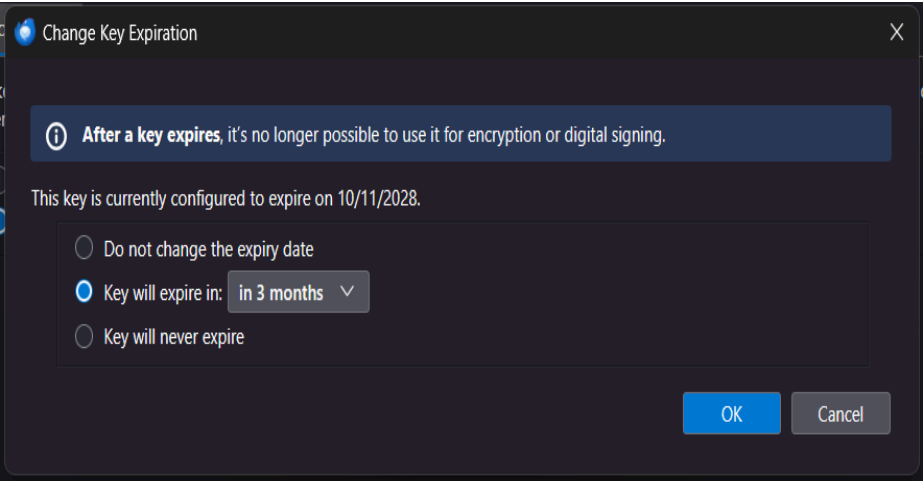 Change Key Expiration
After a key expires, it's no longer possible to use it for encryption or digital signing.
This key is currently configured to expire on 10/11/2028.
Do not change the expiry date
Key will expire in: in 3 months
Key will never expire
OK Cancel